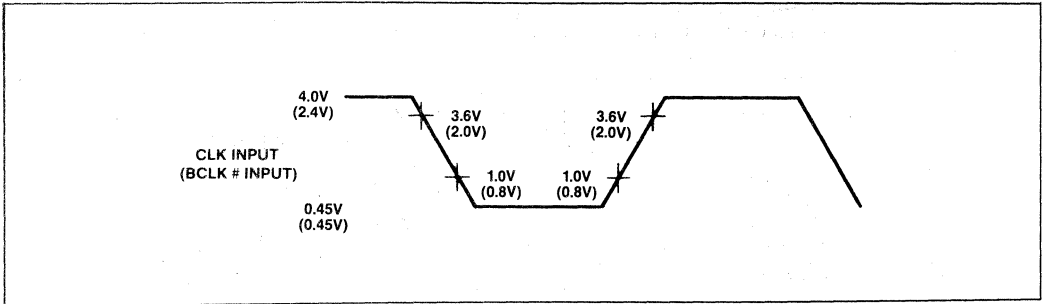 4.0V
(2.4V)
3.6V
(2.0V)
3.6V
(2.0V)
CLK INPUT
(BCLK # INPUT)
1.0V
(0.8V)
1.0V
(0.8V)
0.45V
(0.45V)